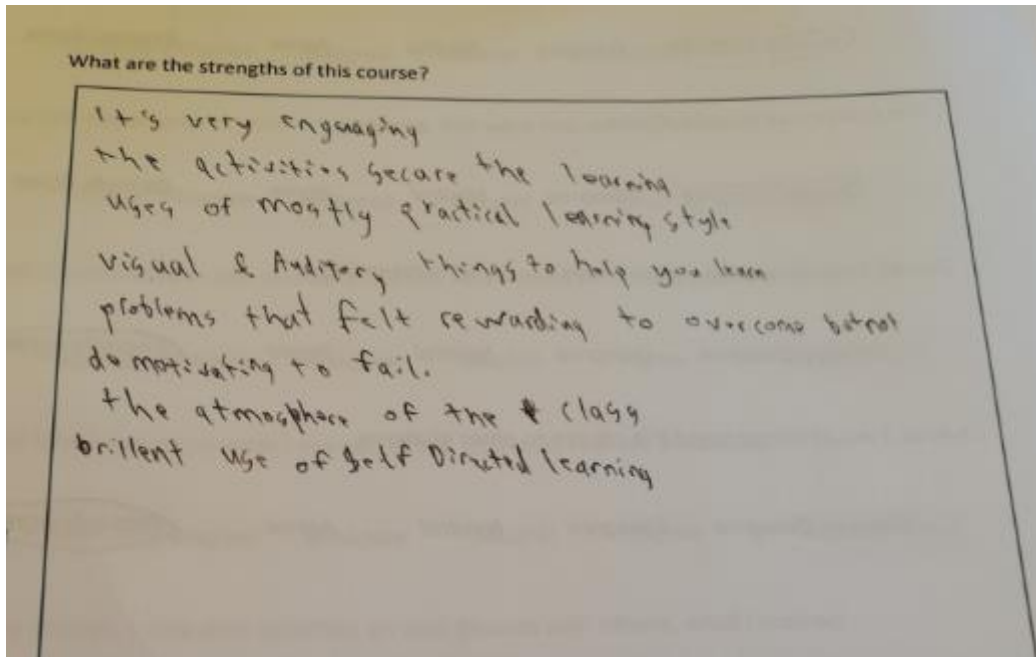 What are the strengths of this course?
It's very enguaging
the activities secare the learning
Uses of mostly practical learning style
visual & Auditory things to help you learn
problems that felt rewarding to overcome but not
demotivating to fail.
the atmosphere of the class
brillent use of Self Directed learning